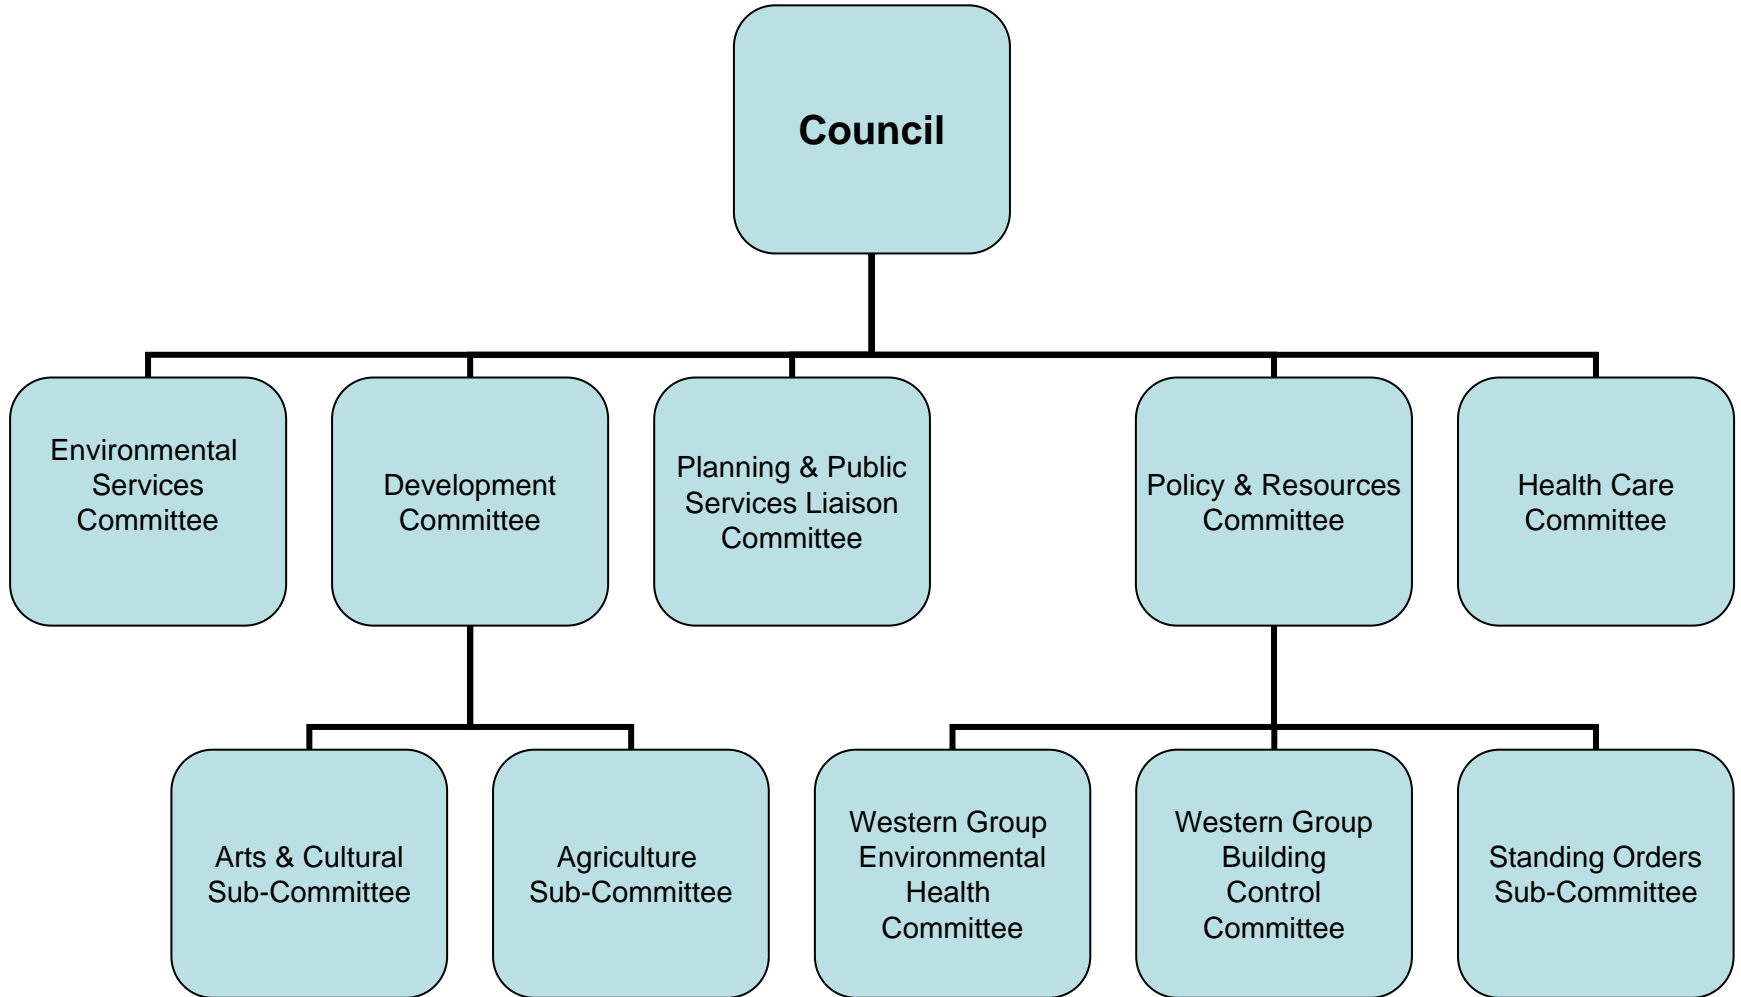 Council
Environmental
Services
Committee
Development
Committee
Planning & Public
Services Liaison
Committee
Policy & Resources
Committee
Health Care
Committee
Arts & Cultural
Sub-Committee
Agriculture
Sub-Committee
Western Group
Environmental
Health
Committee
Western Group
Building
Control
Committee
Standing Orders
Sub-Committee